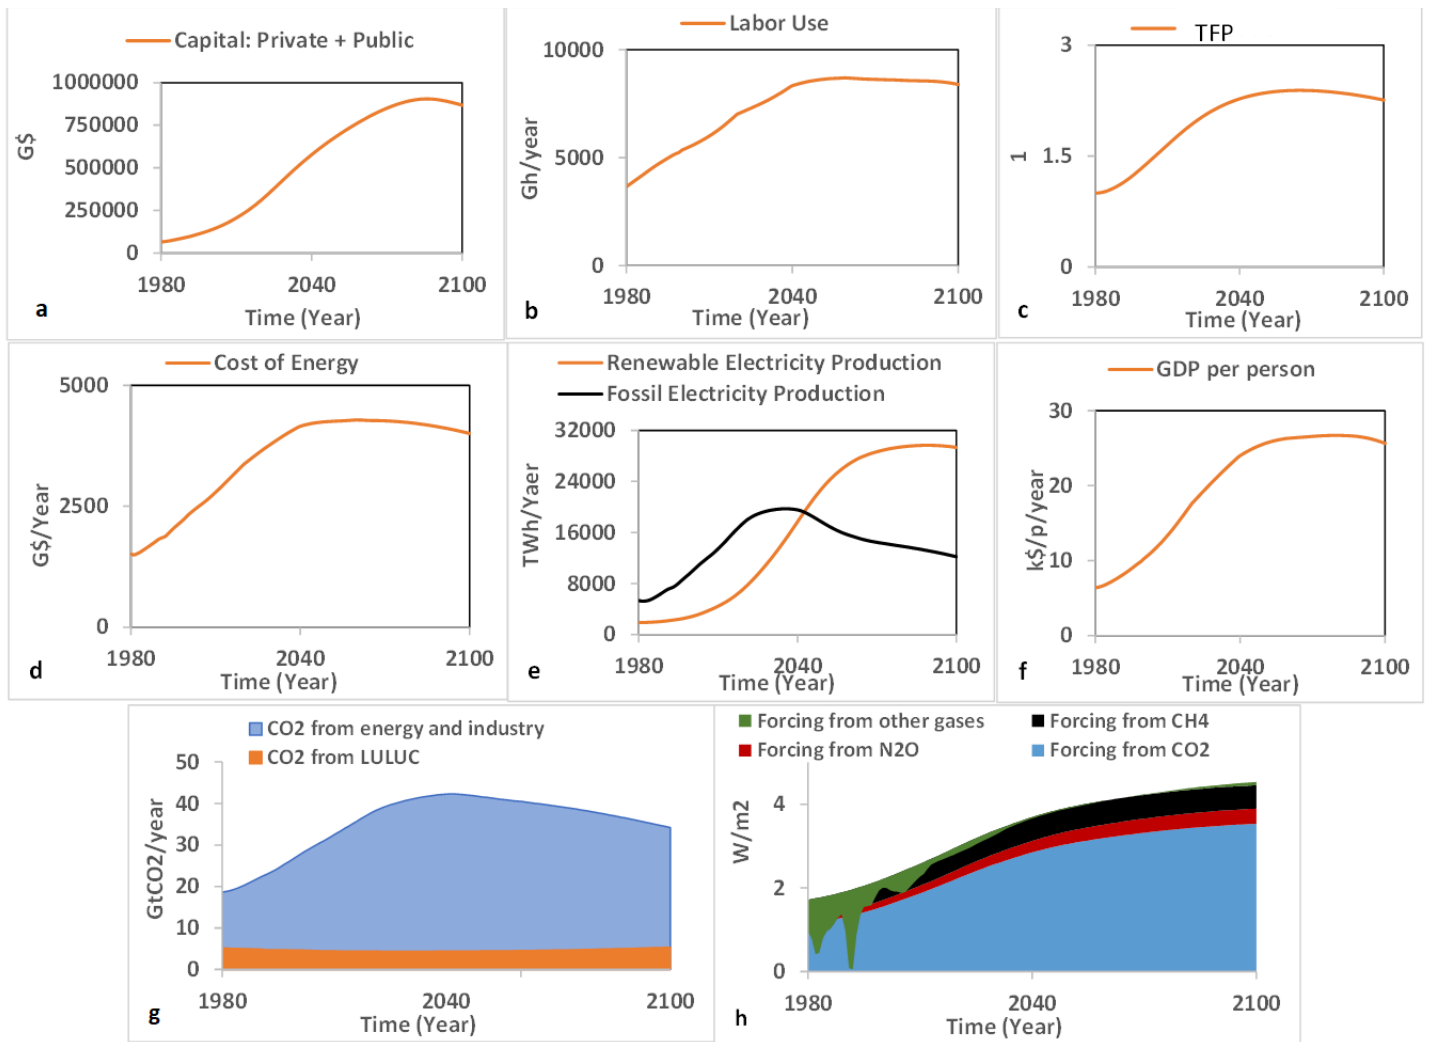 Capital: Private + Public
1000000
750000
500000
250000
0
G$
1980
2040
2100
Time (Year)
a
Labor Use
10000
5000
0
Gh/year
1980
2040
2100
Time (Year)
b
TFP
3
1.5
0
1
1980
2040
2100
Time (Year)
c
Cost of Energy
5000
2500
0
G$/Year
1980
2040
2100
Time (Year)
d
Renewable Electricity Production
Fossil Electricity Production
32000
24000
16000
8000
0
TWh/Yaer
1980
2040
2100
Time (Year)
e
GDP per person
30
20
10
0
k$/p/year
1980
2040
2100
Time (Year)
f
CO2 from energy and industry
CO2 from LULUC
50
40
30
20
10
0
GtCO2/year
1980
2040
2100
Time (Year)
g
Forcing from other gases
Forcing from CH4
Forcing from N2O
Forcing from CO2
4
2
0
W/m2
1980
2040
2100
Time (Year)
h